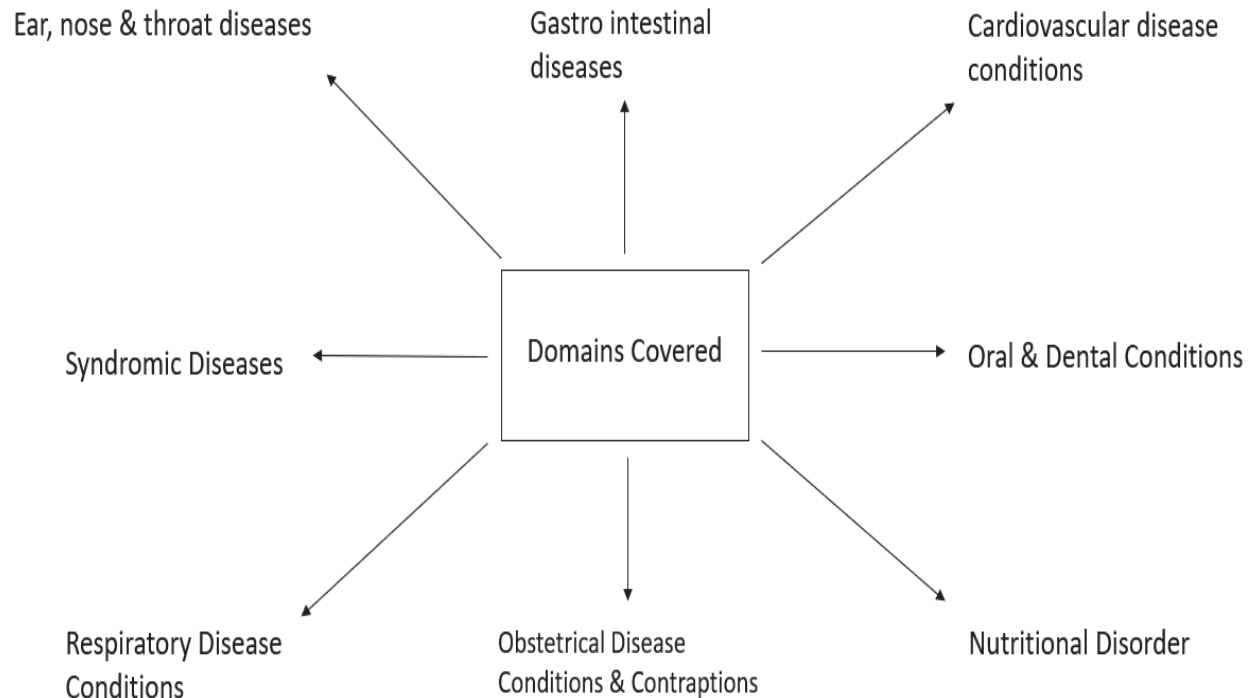 Ear, nose & throat diseases
Gastro intestinal
diseases
Cardiovascular disease
conditions
Syndromic Diseases
Domains Covered
Oral & Dental Conditions
Respiratory Disease
Conditions
Obstetrical Disease
Conditions & Contraptions
Nutritional Disorder